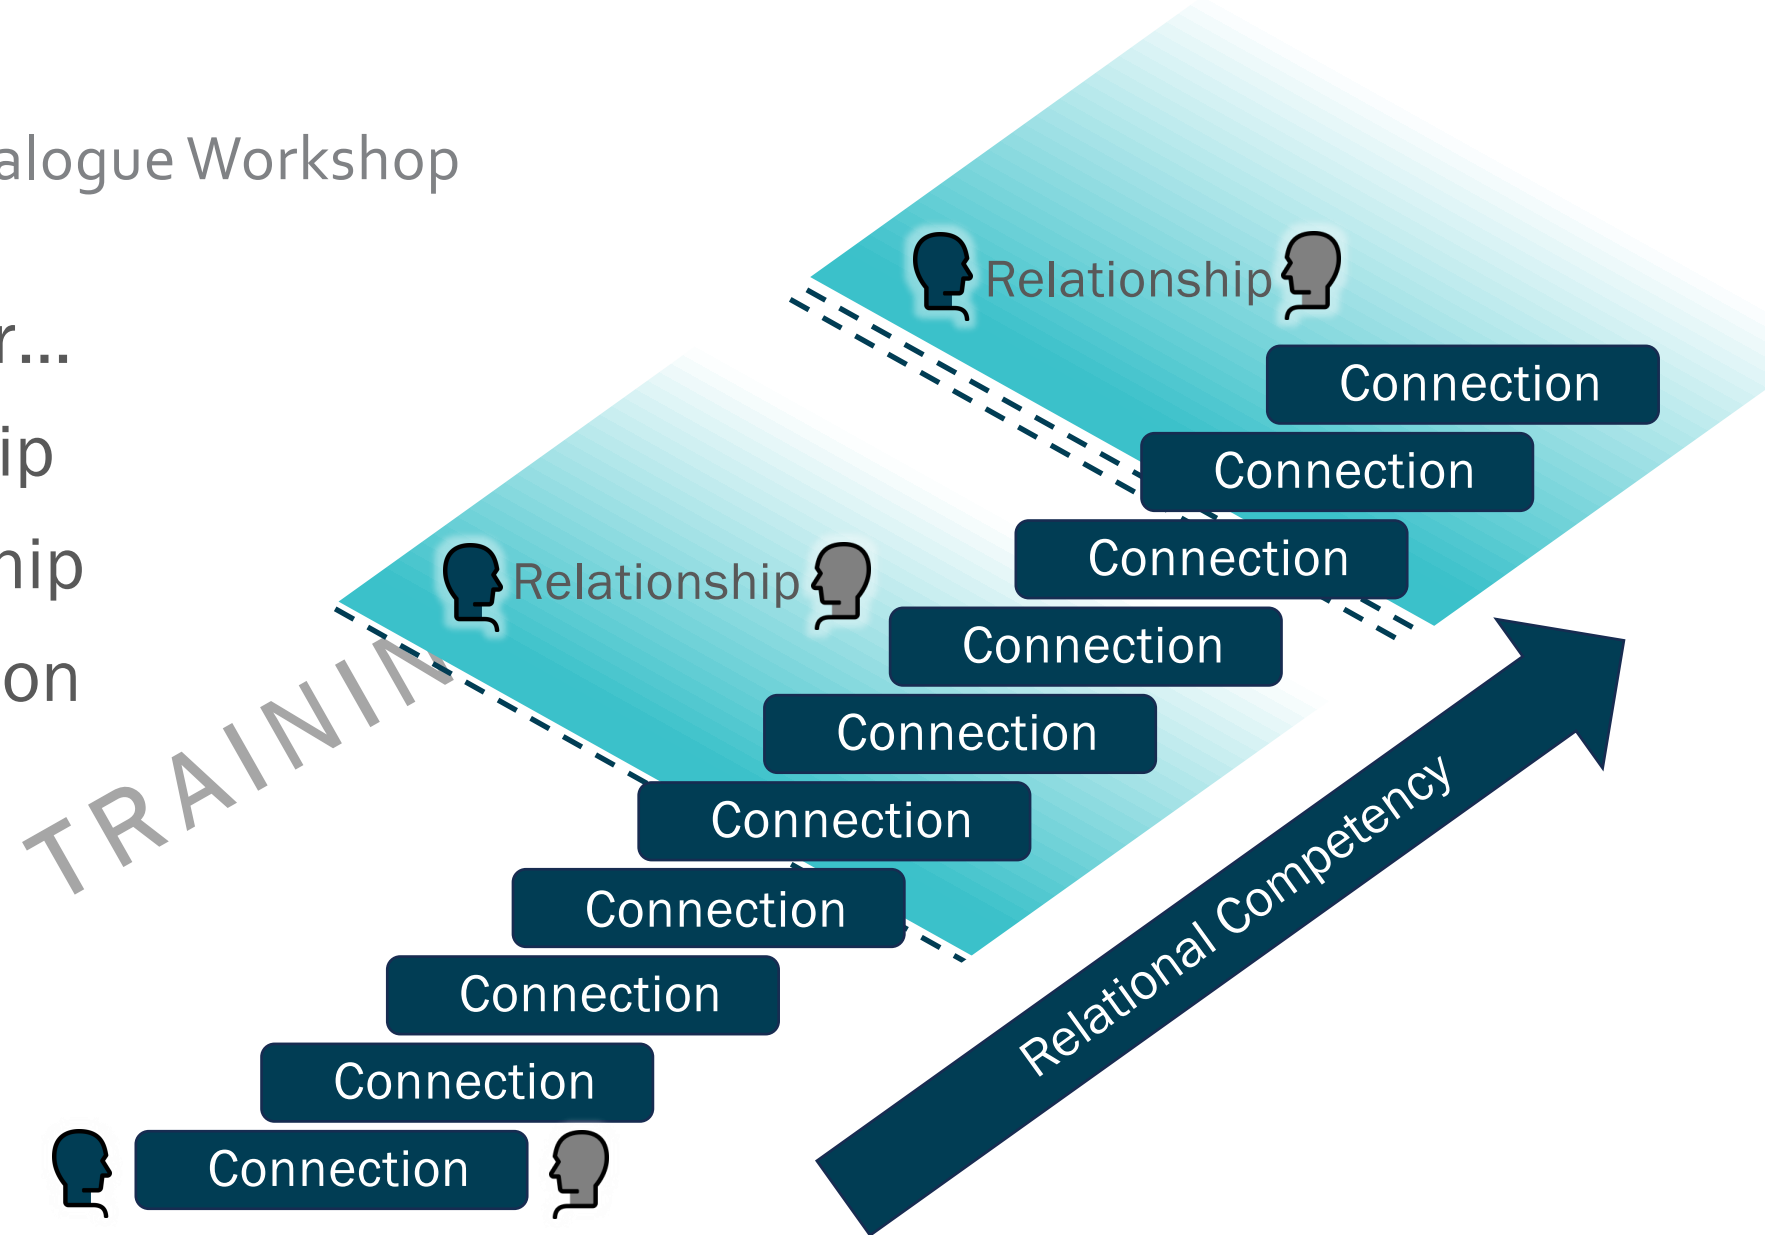 alogue Workshop
r...
ip
hip
on
TRAININ
Relationship
Connection
Connection
Connection
Relationship
Connection
Connection
Connection
Connection
Connection
Connection
Connection
Relational Competency